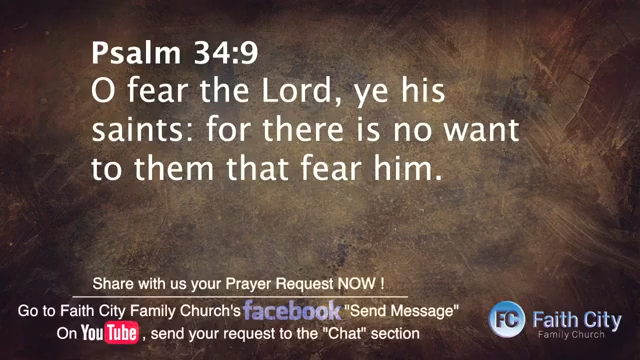 Psalm 34:9
O fear the Lord, ye his
saints: for there is no want
to them that fear him.
Share with us your Prayer Request NOW !
Go to Faith City Family Church's facebook "Send Message"
On YouTube , send your request to the "Chat" section
FC Faith City
Family Church